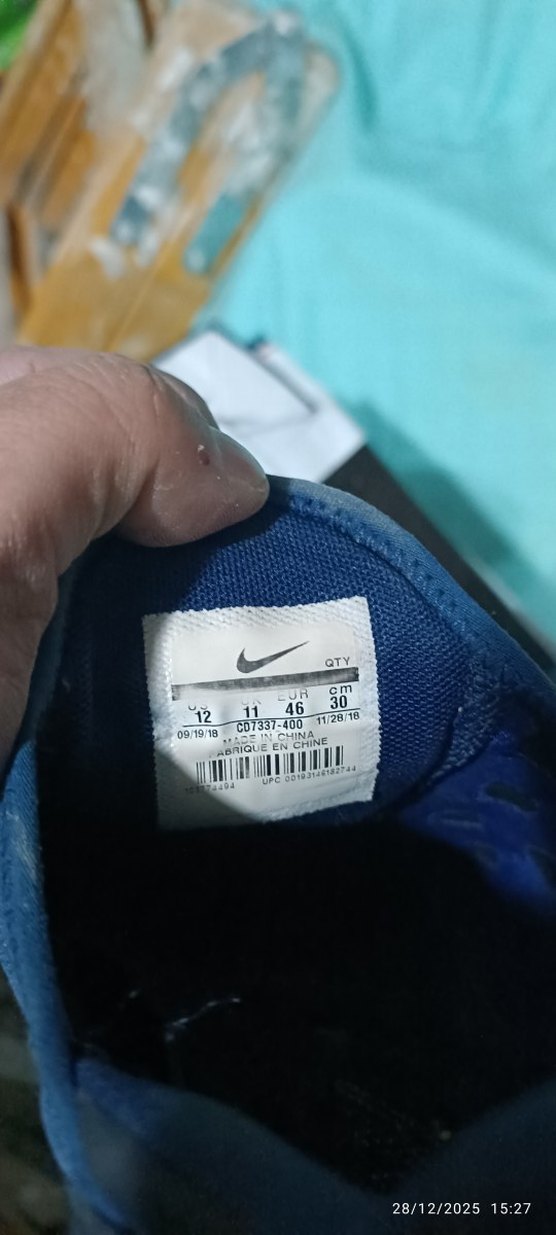 QTY
US UK EUR cm
12 11 46 30
09/19/18 CD7337-400 11/28/18
MADE IN CHINA
FABRIQUE EN CHINE
UPC 00193146182744
28/12/2025 15:27